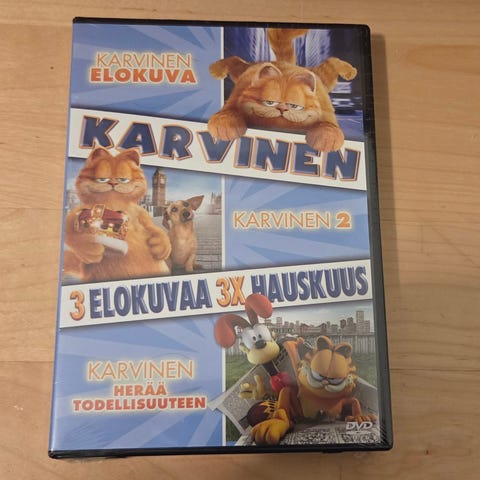 KARVINEN
ELOKUVA
KARVINEN
KARVINEN 2
3 ELOKUVAA 3X HAUSKUUS
KARVINEN
HERÄÄ
TODELLISUUTEEN
DVD